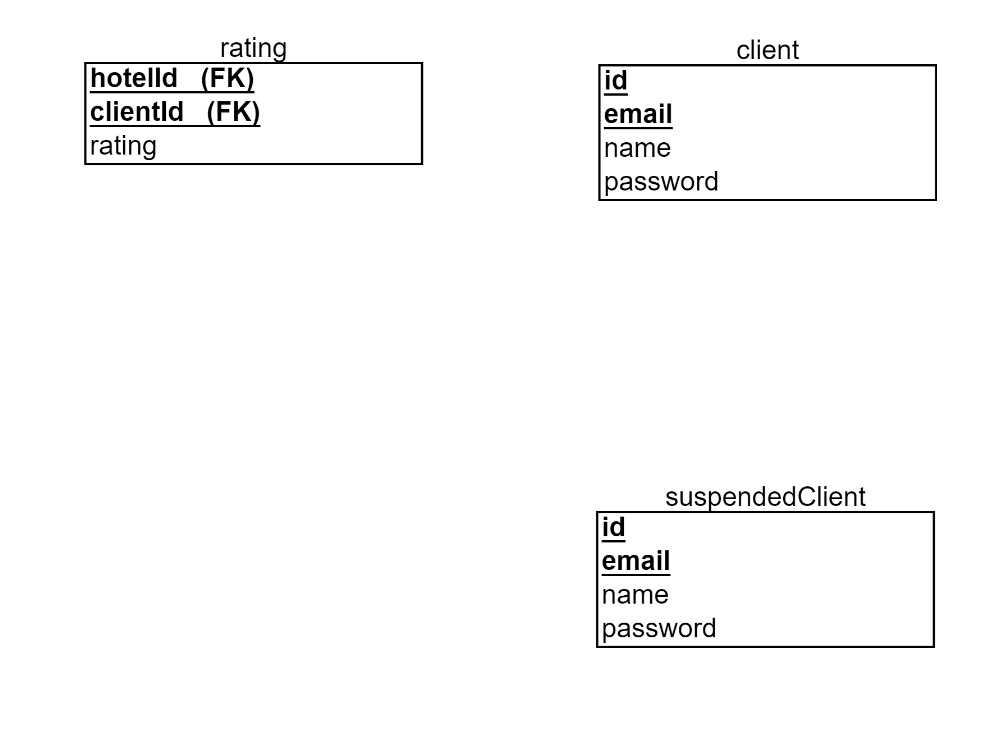 rating
hotelId (FK)
clientId (FK)
rating
client
id
email
name
password
suspendedClient
id
email
name
password